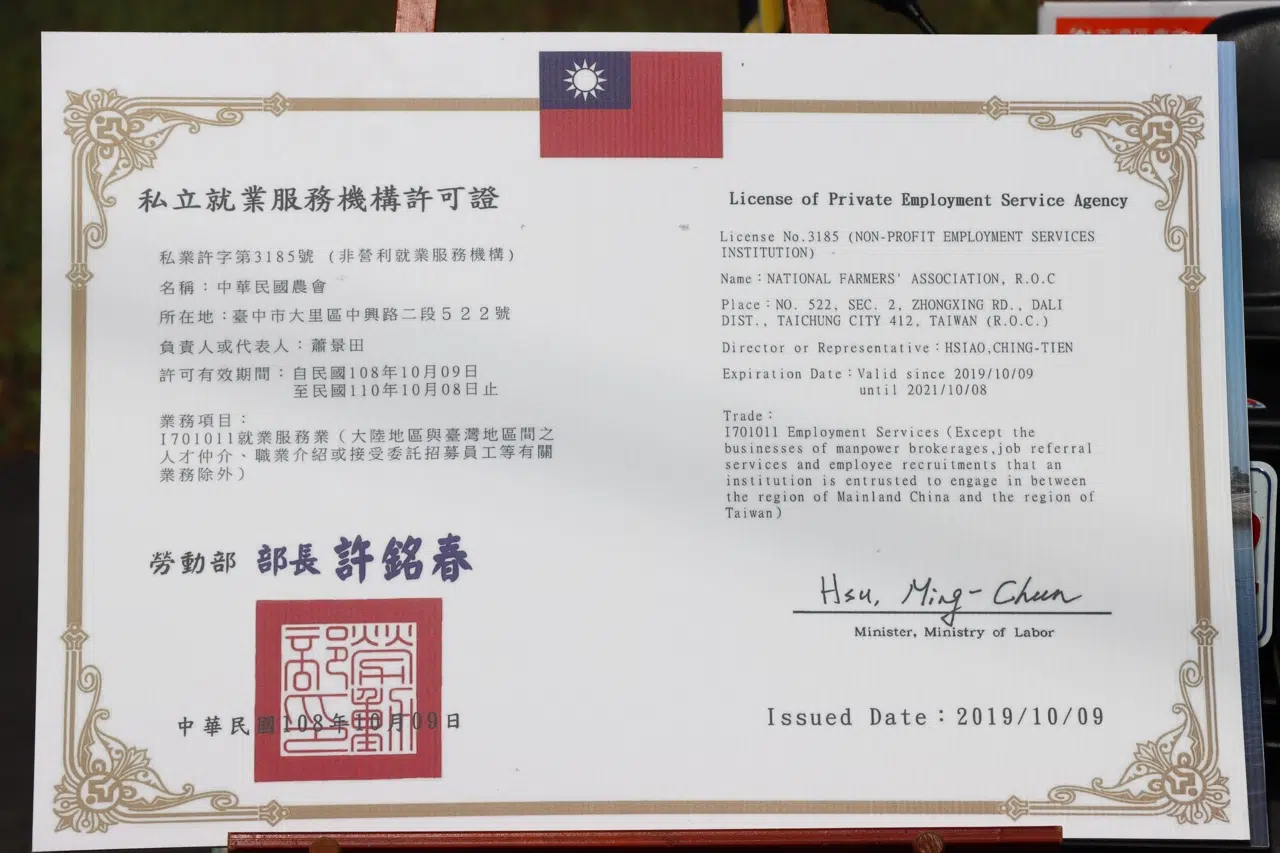 私立就業服務機構許可證
私業許字第3185號 (非營利就業服務機構)
名稱：中華民國農會
所在地：臺中市大里區中興路二段５２２號
負責人或代表人：蕭景田
許可有效期間：自民國108年10月09日
至民國110年10月08日止
業務項目：
I701011就業服務業（大陸地區與臺灣地區間之
人才仲介、職業介紹或接受委託招募員工等有關
業務除外）
勞動部 部長 許銘春
勞動部印
中華民國108年10月09日
License of Private Employment Service Agency
License No.3185 (NON-PROFIT EMPLOYMENT SERVICES
INSTITUTION)
Name：NATIONAL FARMERS' ASSOCIATION, R.O.C
Place：NO. 522, SEC. 2, ZHONGXING RD., DALI
DIST., TAICHUNG CITY 412, TAIWAN (R.O.C.)
Director or Representative：HSIAO,CHING-TIEN
Expiration Date：Valid since 2019/10/09
until 2021/10/08
Trade：
I701011 Employment Services(Except the
businesses of manpower brokerages,job referral
services and employee recruitments that an
institution is entrusted to engage in between
the region of Mainland China and the region of
Taiwan)
Hsu, Ming-Chun
Minister, Ministry of Labor
Issued Date：2019/10/09